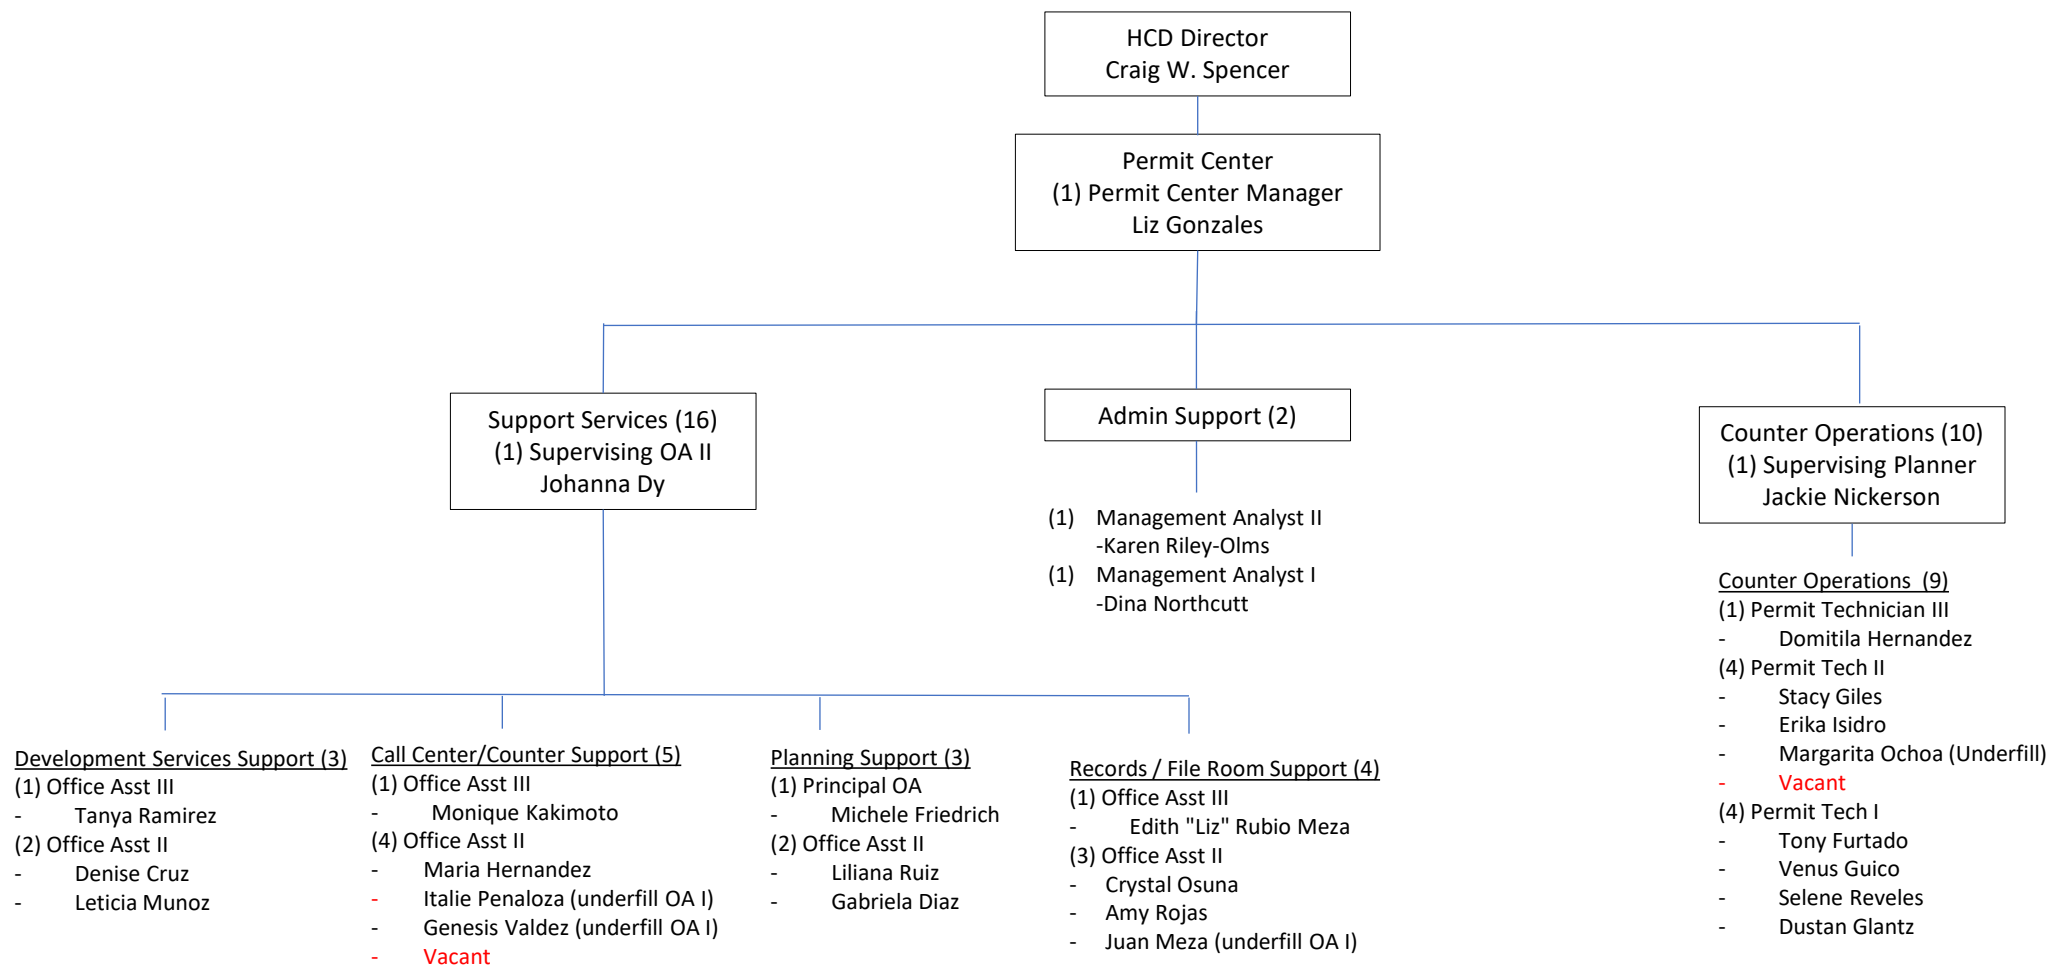 HCD Director
Craig W. Spencer
Permit Center
(1) Permit Center Manager
Liz Gonzales
Support Services (16)
(1) Supervising OA II
Johanna Dy
Admin Support (2)
Counter Operations (10)
(1) Supervising Planner
Jackie Nickerson
(1) Management Analyst II
-Karen Riley-Olms
(1) Management Analyst I
-Dina Northcutt
Development Services Support (3)
(1) Office Asst III
- Tanya Ramirez
(2) Office Asst II
- Denise Cruz
- Leticia Munoz
Call Center/Counter Support (5)
(1) Office Asst III
- Monique Kakimoto
(4) Office Asst II
- Maria Hernandez
- Italie Penaloza (underfill OA I)
- Genesis Valdez (underfill OA I)
- Vacant
Planning Support (3)
(1) Principal OA
- Michele Friedrich
(2) Office Asst II
- Liliana Ruiz
- Gabriela Diaz
Records / File Room Support (4)
(1) Office Asst III
- Edith "Liz" Rubio Meza
(3) Office Asst II
- Crystal Osuna
- Amy Rojas
- Juan Meza (underfill OA I)
Counter Operations (9)
(1) Permit Technician III
- Domitila Hernandez
(4) Permit Tech II
- Stacy Giles
- Erika Isidro
- Margarita Ochoa (Underfill)
- Vacant
(4) Permit Tech I
- Tony Furtado
- Venus Guico
- Selene Reveles
- Dustan Glantz